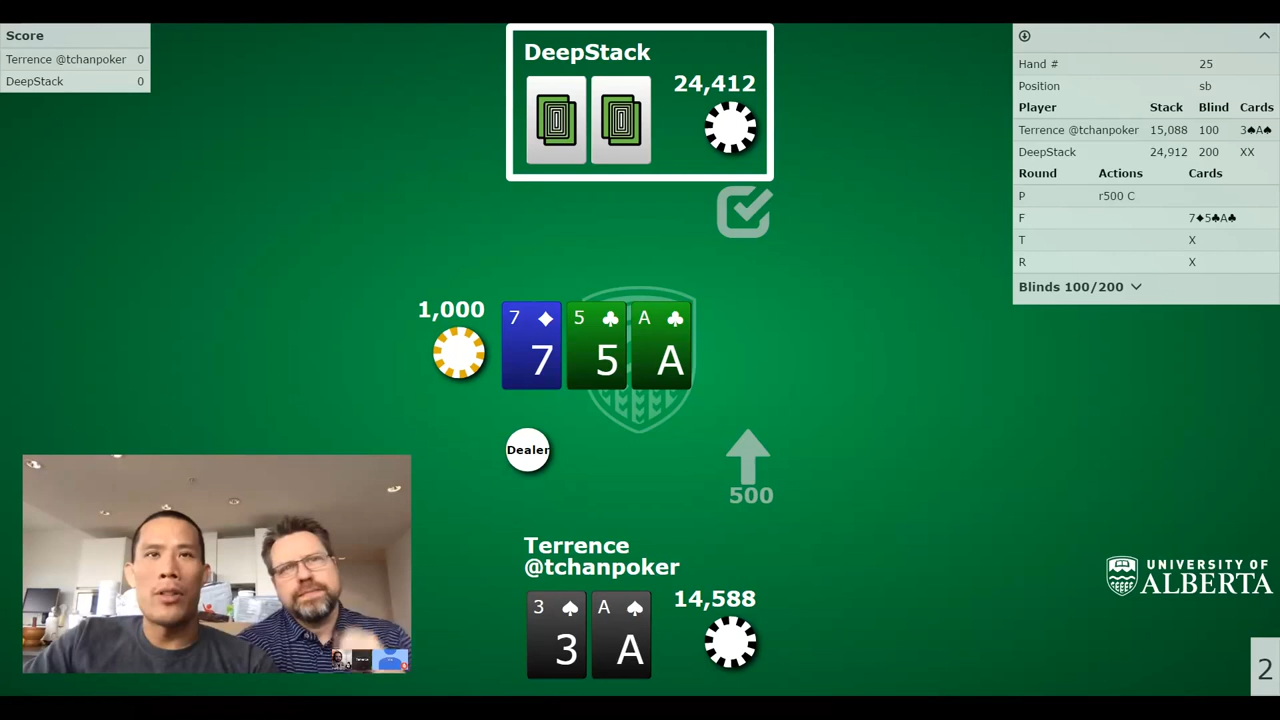 Score
Terrence @tchanpoker 0
DeepStack 0
DeepStack
24,412
Hand # 25
Position sb
Player Stack Blind Cards
Terrence @tchanpoker 15,088 100 3♠A♠
DeepStack 24,912 200 XX
Round Actions Cards
P r500 C
F 7♦5♣A♣
T X
R X
Blinds 100/200
1,000
7♦ 5♣ A♣
7 5 A
Dealer
500
Terrence
@tchanpoker
14,588
3♠ A♠
3 A
UNIVERSITY OF
ALBERTA
2